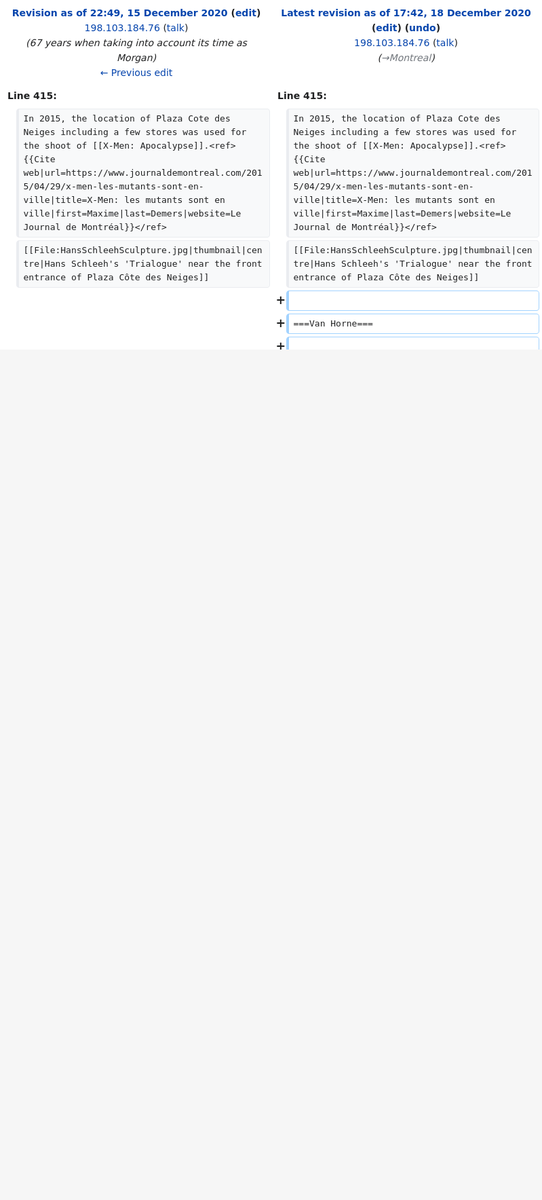 Revision as of 22:49, 15 December 2020 (edit)
198.103.184.76 (talk)
(67 years when taking into account its time as
Morgan)
← Previous edit
Latest revision as of 17:42, 18 December 2020
(edit) (undo)
198.103.184.76 (talk)
(→Montreal)
Line 415:
Line 415:
In 2015, the location of Plaza Cote des
Neiges including a few stores was used for
the shoot of [[X-Men: Apocalypse]].<ref>
{{Cite
web|url=https://www.journaldemontreal.com/201
5/04/29/x-men-les-mutants-sont-en-
ville|title=X-Men: les mutants sont en
ville|first=Maxime|last=Demers|website=Le
Journal de Montréal}}</ref>
In 2015, the location of Plaza Cote des
Neiges including a few stores was used for
the shoot of [[X-Men: Apocalypse]].<ref>
{{Cite
web|url=https://www.journaldemontreal.com/201
5/04/29/x-men-les-mutants-sont-en-
ville|title=X-Men: les mutants sont en
ville|first=Maxime|last=Demers|website=Le
Journal de Montréal}}</ref>
[[File:HansSchleehSculpture.jpg|thumbnail|cen
tre|Hans Schleeh's 'Trialogue' near the front
entrance of Plaza Côte des Neiges]]
[[File:HansSchleehSculpture.jpg|thumbnail|cen
tre|Hans Schleeh's 'Trialogue' near the front
entrance of Plaza Côte des Neiges]]
+
+ ===Van Horne===
+